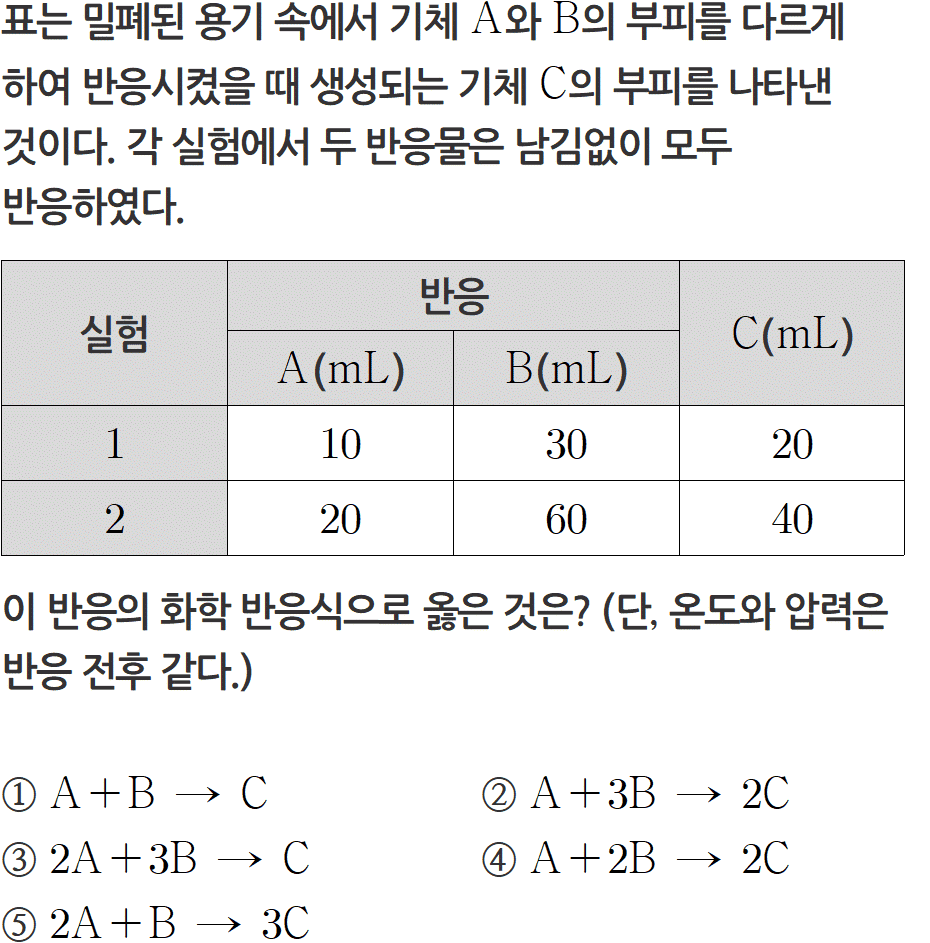 표는 밀폐된 용기 속에서 기체 A와 B의 부피를 다르게
하여 반응시켰을 때 생성되는 기체 C의 부피를 나타낸
것이다. 각 실험에서 두 반응물은 남김없이 모두
반응하였다.
실험 반응 C(mL)
A(mL) B(mL)
1 10 30 20
2 20 60 40
이 반응의 화학 반응식으로 옳은 것은? (단, 온도와 압력은
반응 전후 같다.)
① A+B → C ② A+3B → 2C
③ 2A+3B → C ④ A+2B → 2C
⑤ 2A+B → 3C